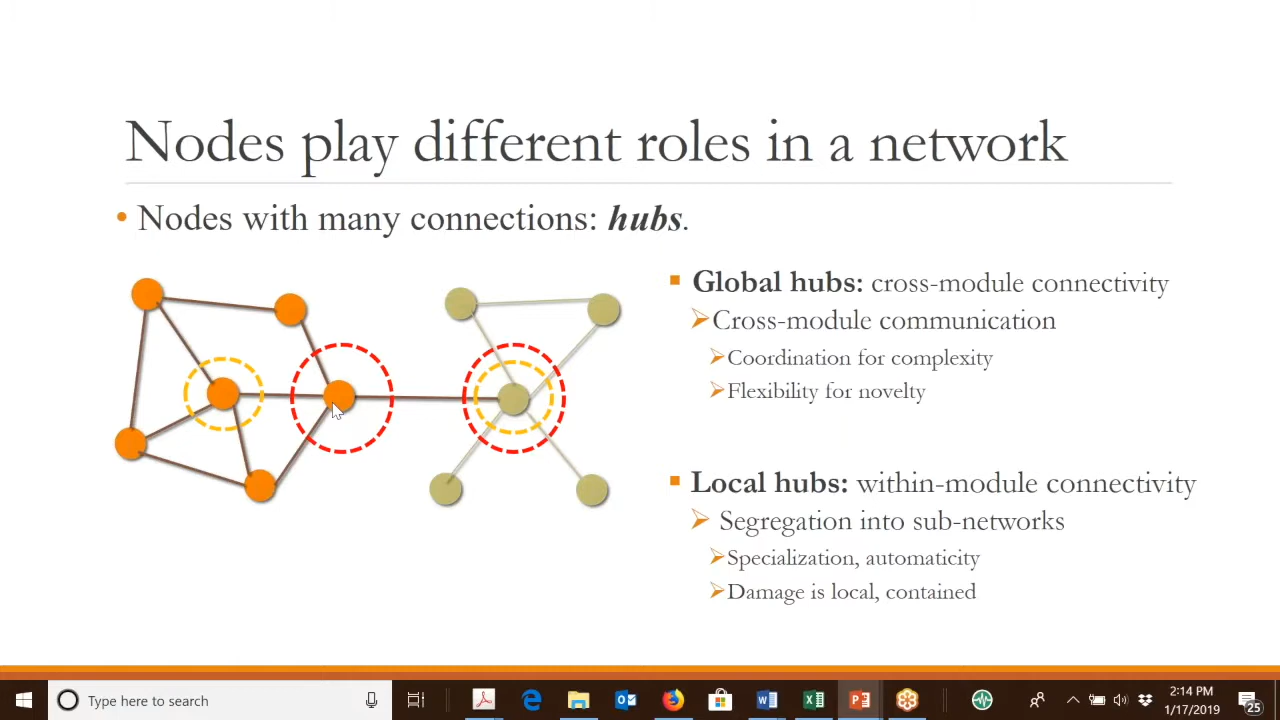 Nodes play different roles in a network
• Nodes with many connections: hubs.
Global hubs: cross-module connectivity
Cross-module communication
Coordination for complexity
Flexibility for novelty
Local hubs: within-module connectivity
Segregation into sub-networks
Specialization, automaticity
Damage is local, contained
Type here to search
2:14 PM
1/17/2019
25